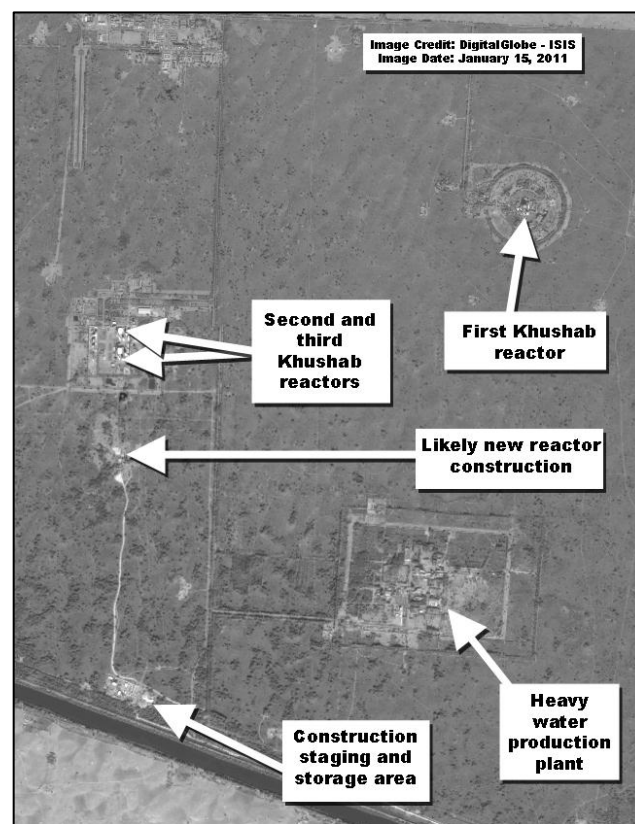 Image Credit: DigitalGlobe - ISIS
Image Date: January 15, 2011
Second and
third
Khushab
reactors
First Khushab
reactor
Likely new reactor
construction
Heavy
water
production
plant
Construction
staging and
storage area